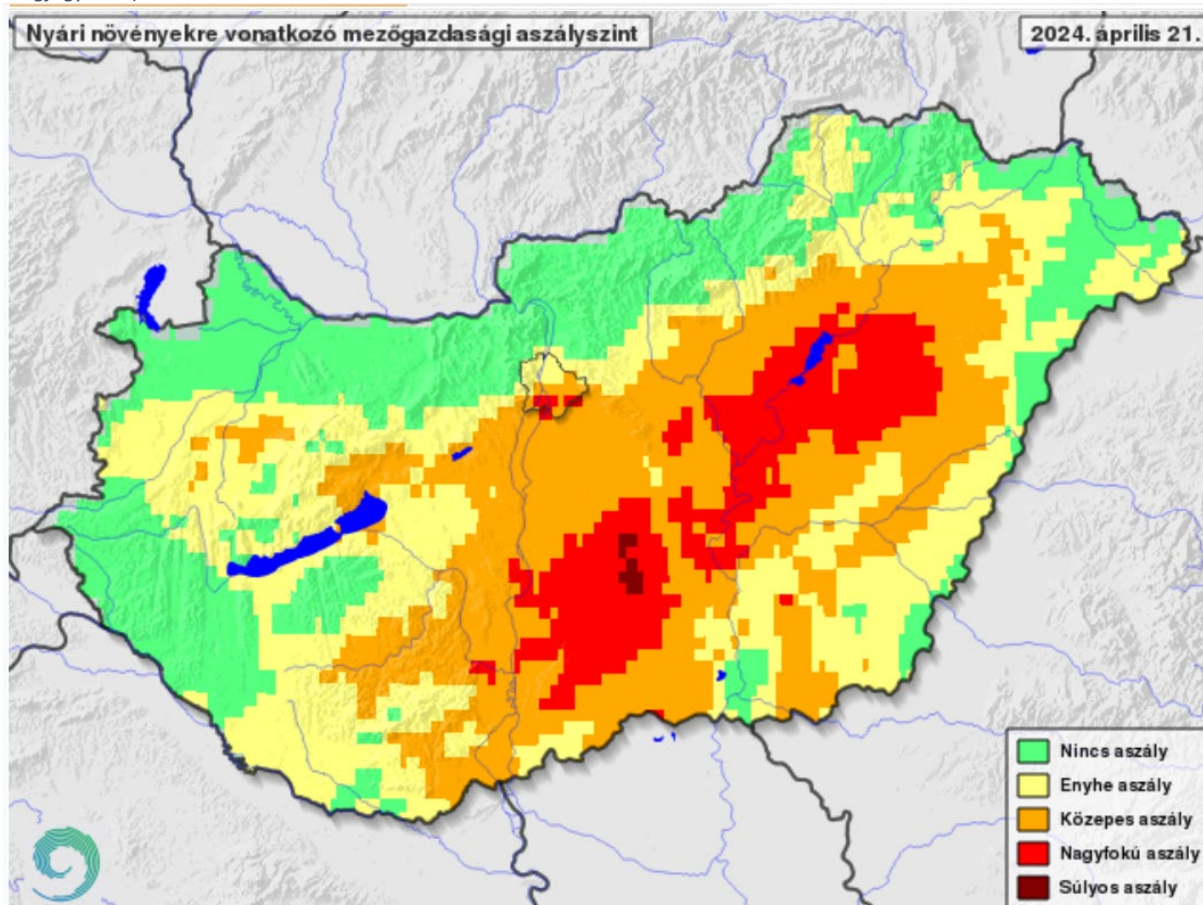 Nyári növényekre vonatkozó mezőgazdasági aszályszint
2024. április 21.
Nincs aszály
Enyhe aszály
Közepes aszály
Nagyfokú aszály
Súlyos aszály